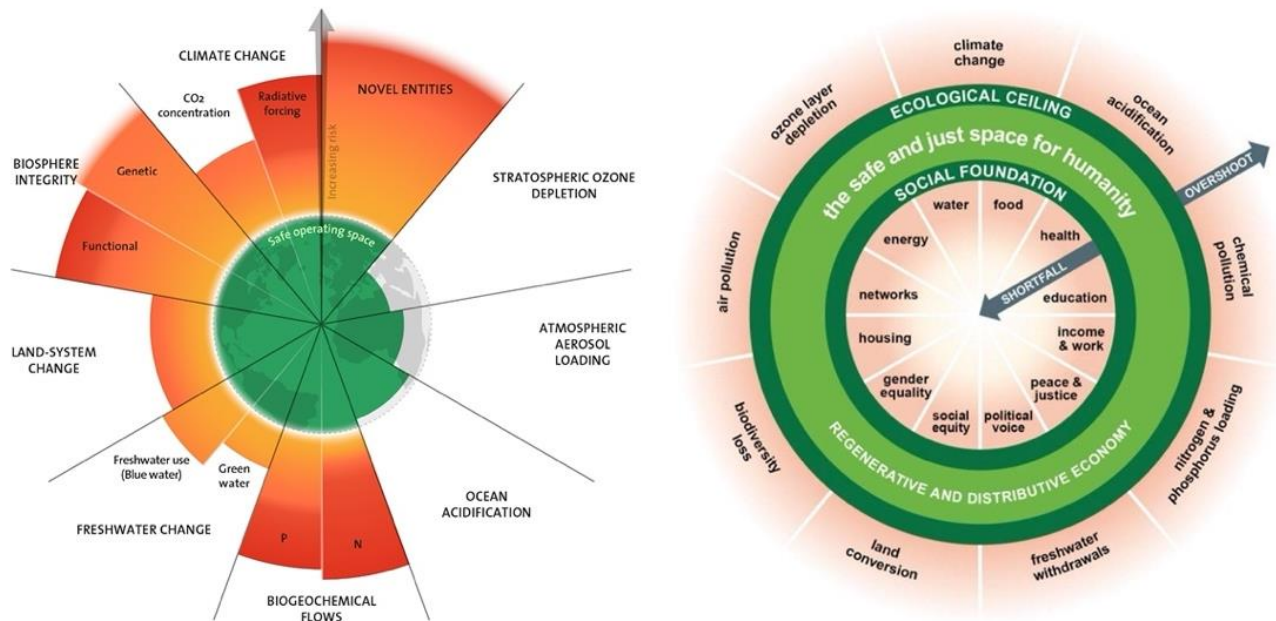 CLIMATE CHANGE
CO2
concentration
Radiative
forcing
Increasing risk
NOVEL ENTITIES
STRATOSPHERIC OZONE
DEPLETION
ATMOSPHERIC
AEROSOL
LOADING
OCEAN
ACIDIFICATION
BIOGEOCHEMICAL
FLOWS
P
N
FRESHWATER CHANGE
Freshwater use
(Blue water)
Green
water
LAND-SYSTEM
CHANGE
BIOSPHERE
INTEGRITY
Genetic
Functional
Safe operating space
climate
change
ocean
acidification
chemical
pollution
nitrogen &
phosphorus loading
freshwater
withdrawals
land
conversion
biodiversity
loss
air pollution
ozone layer
depletion
ECOLOGICAL CEILING
the safe and just space for humanity
SOCIAL FOUNDATION
OVERSHOOT
SHORTFALL
water
food
health
education
income
& work
peace &
justice
political
voice
social
equity
gender
equality
housing
networks
energy
REGENERATIVE AND DISTRIBUTIVE ECONOMY